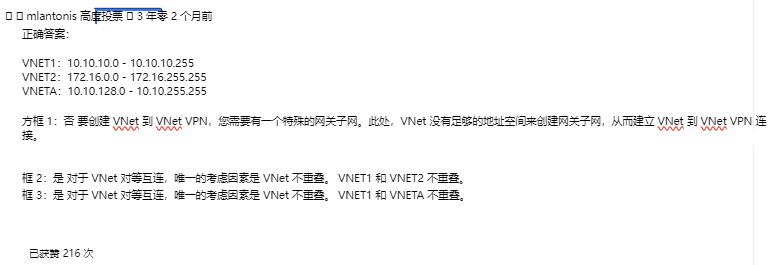 mlantonis 高度投票 3 年零 2 个月前
正确答案：
VNET1：10.10.10.0 - 10.10.10.255
VNET2：172.16.0.0 - 172.16.255.255
VNETA：10.10.128.0 - 10.10.255.255
方框 1：否 要创建 VNet 到 VNet VPN，您需要有一个特殊的网关子网。此处，VNet 没有足够的地址空间来创建网关子网，从而建立 VNet 到 VNet VPN 连
接。
框 2：是 对于 VNet 对等互连，唯一的考虑因素是 VNet 不重叠。 VNET1 和 VNET2 不重叠。
框 3：是 对于 VNet 对等互连，唯一的考虑因素是 VNet 不重叠。 VNET1 和 VNETA 不重叠。
已获赞 216 次